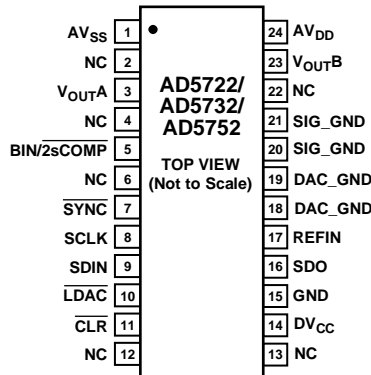 AVSS 1
NC 2
VOUTA 3
NC 4
BIN/2sCOMP 5
NC 6
SYNC 7
SCLK 8
SDIN 9
LDAC 10
CLR 11
NC 12
AD5722/
AD5732/
AD5752
TOP VIEW
(Not to Scale)
24 AVDD
23 VOUTB
22 NC
21 SIG_GND
20 SIG_GND
19 DAC_GND
18 DAC_GND
17 REFIN
16 SDO
15 GND
14 DVCC
13 NC